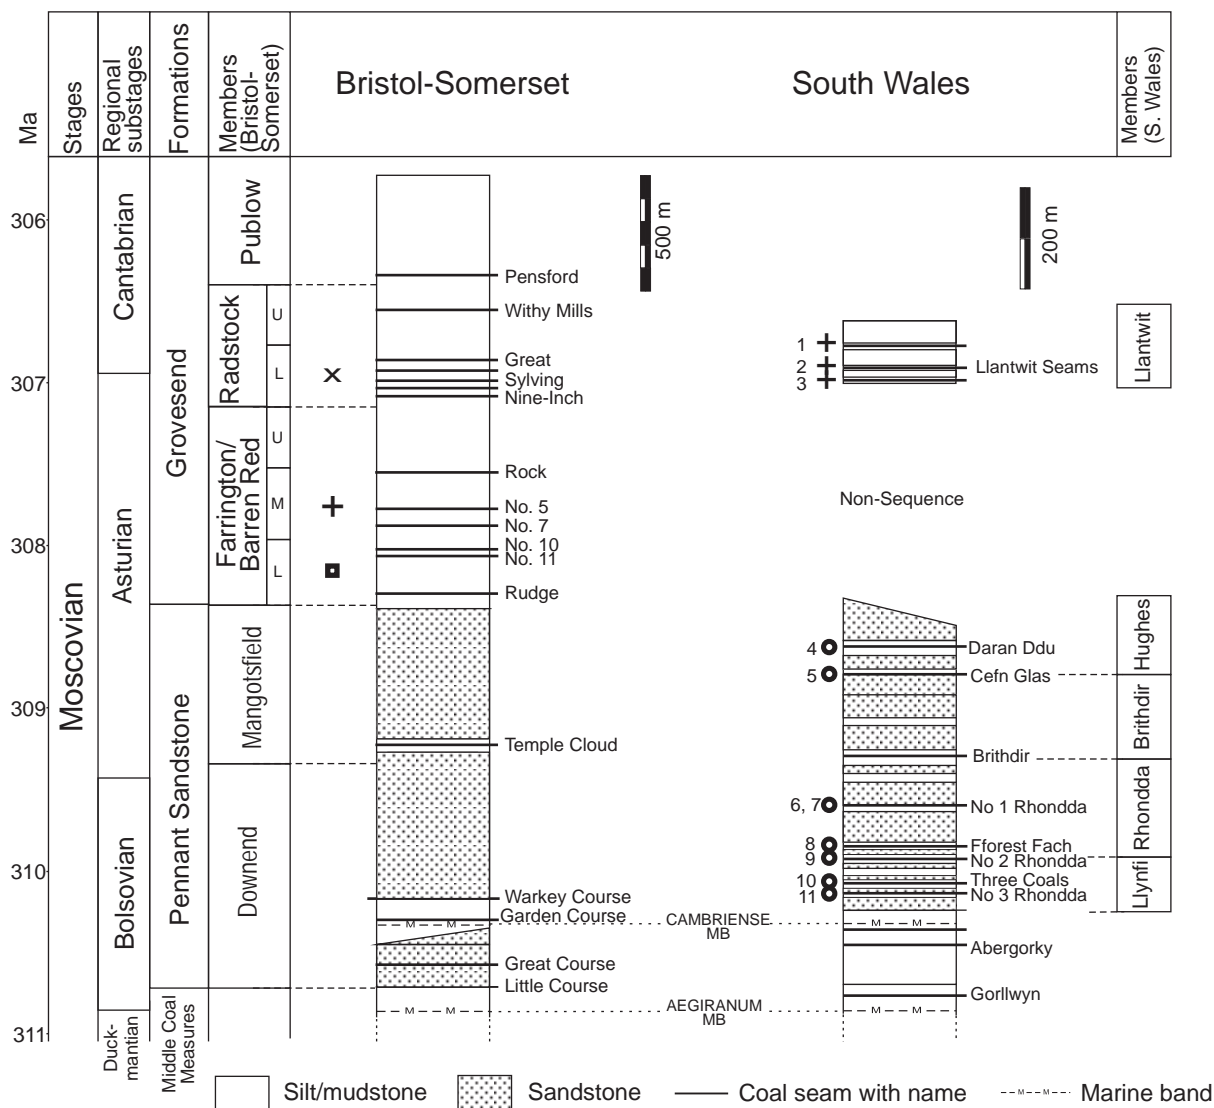 Ma
Stages
Regional
substages
Formations
Members
(Bristol-
Somerset)
Bristol-Somerset
South Wales
Members
(S. Wales)
306
307
308
309
310
311
Moscovian
Cantabrian
Asturian
Bolsovian
Duck-
mantian
Grovesend
Pennant Sandstone
Middle Coal
Measures
Publow
Radstock
U
L
Farrington/
Barren Red
U
M
L
Mangotsfield
Downend
Pensford
Withy Mills
Great
Sylving
Nine-Inch
Rock
No. 5
No. 7
No. 10
No. 11
Rudge
Temple Cloud
Warkey Course
Garden Course
M M
Great Course
Little Course
M M
500 m
200 m
CAMBRIENSE
MB
AEGIRANUM
MB
1
2
3
Llantwit Seams
Non-Sequence
4
Daran Ddu
5
Cefn Glas
Brithdir
6, 7
No 1 Rhondda
8
Fforest Fach
9
No 2 Rhondda
10
Three Coals
11
No 3 Rhondda
M M
Abergorky
Gorllwyn
M M
Llantwit
Hughes
Brithdir
Rhondda
Llynfi
Silt/mudstone
Sandstone
Coal seam with name
M M
Marine band